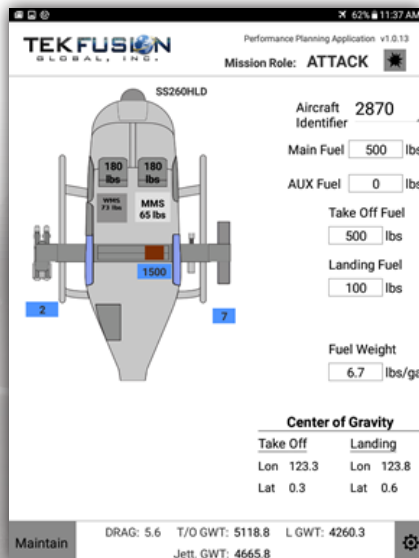 62% 11:37 AM
TEKFUSION
GLOBAL, INC.
Performance Planning Application v1.0.13
Mission Role: ATTACK
SS260HLD
Aircraft Identifier 2870
180 lbs
180 lbs
WMS 73 lbs
MMS 65 lbs
Main Fuel 500 lbs
AUX Fuel 0 lbs
Take Off Fuel
500 lbs
1500
Landing Fuel
100 lbs
2
7
Fuel Weight
6.7 lbs/ga
Center of Gravity
Take Off Landing
Lon 123.3 Lon 123.8
Lat 0.3 Lat 0.6
Maintain
DRAG: 5.6 T/O GWT: 5118.8 L GWT: 4260.3
Jett. GWT: 4665.8